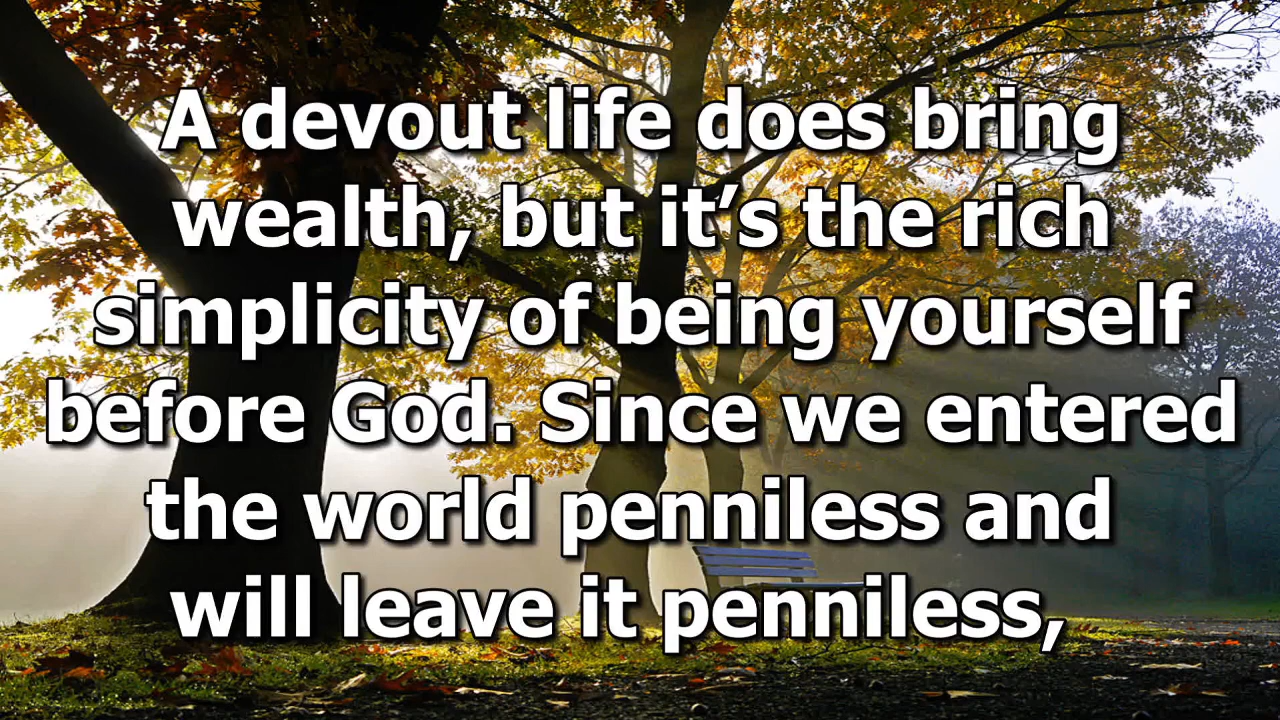 A devout life does bring
wealth, but it’s the rich
simplicity of being yourself
before God. Since we entered
the world penniless and
will leave it penniless,